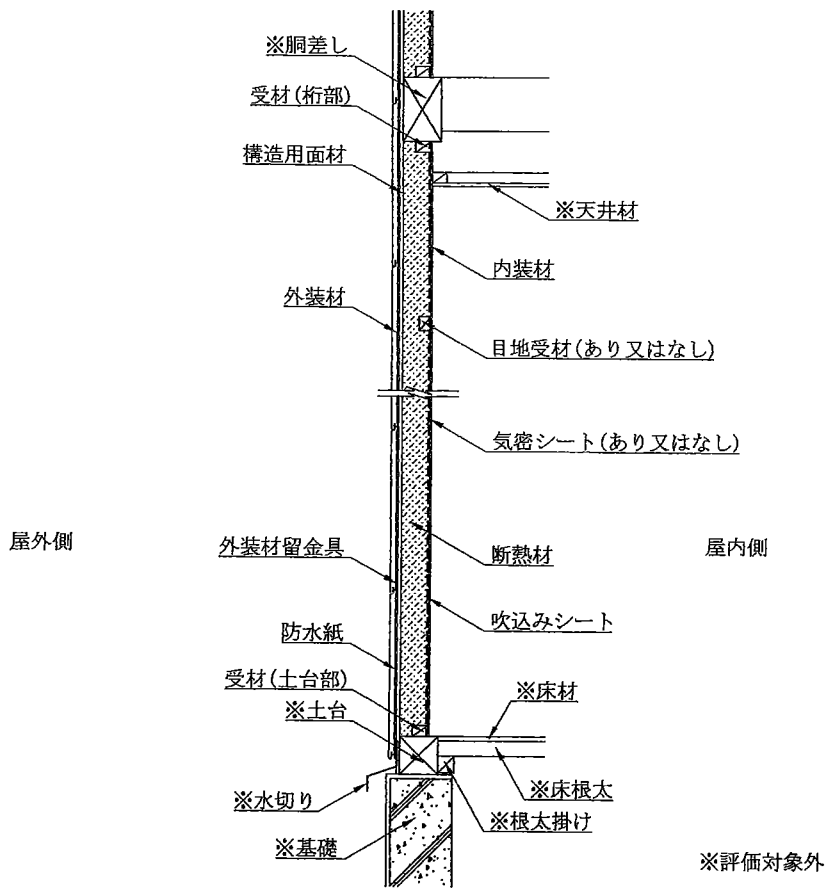 ※胴差し
受材(桁部)
構造用面材
※天井材
内装材
外装材
目地受材(あり又はなし)
気密シート(あり又はなし)
屋外側
外装材留金具
断熱材
屋内側
防水紙
吹込みシート
受材(土台部)
※床材
※土台
※床根太
※水切り
※根太掛け
※基礎
※評価対象外